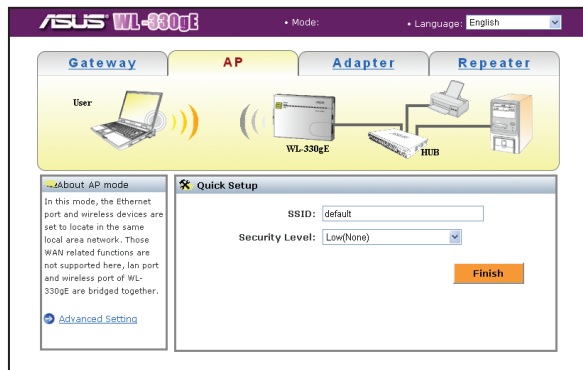 ASUS WL-330gE • Mode: • Language: English
Gateway AP Adapter Repeater
User
WL-330gE
HUB
About AP mode
In this mode, the Ethernet
port and wireless devices are
set to locate in the same
local area network. Those
WAN related functions are
not supported here, lan port
and wireless port of WL-
330gE are bridged together.
Advanced Setting
Quick Setup
SSID: default
Security Level: Low(None)
Finish